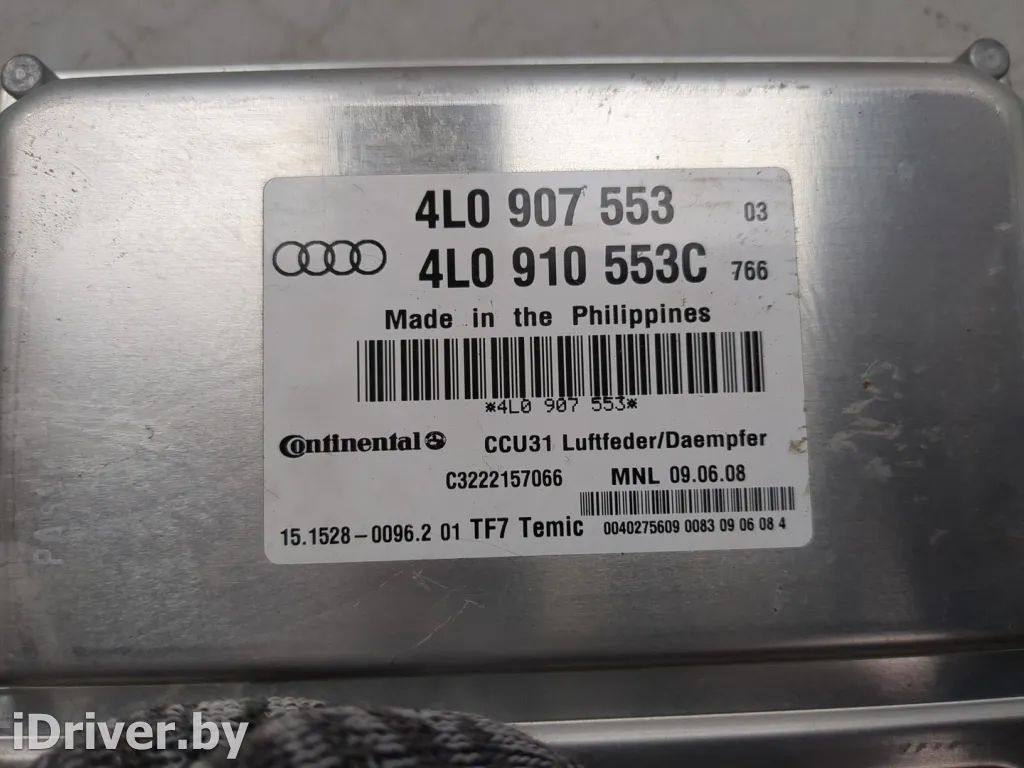 4L0 907 553 03
4L0 910 553C 766
Made in the Philippines
*4L0 907 553*
Continental CCU31 Luftfeder/Daempfer
C3222157066 MNL 09.06.08
15.1528-0096.2 01 TF7 Temic 0040275609 0083 09 06 08 4
iDriver.by